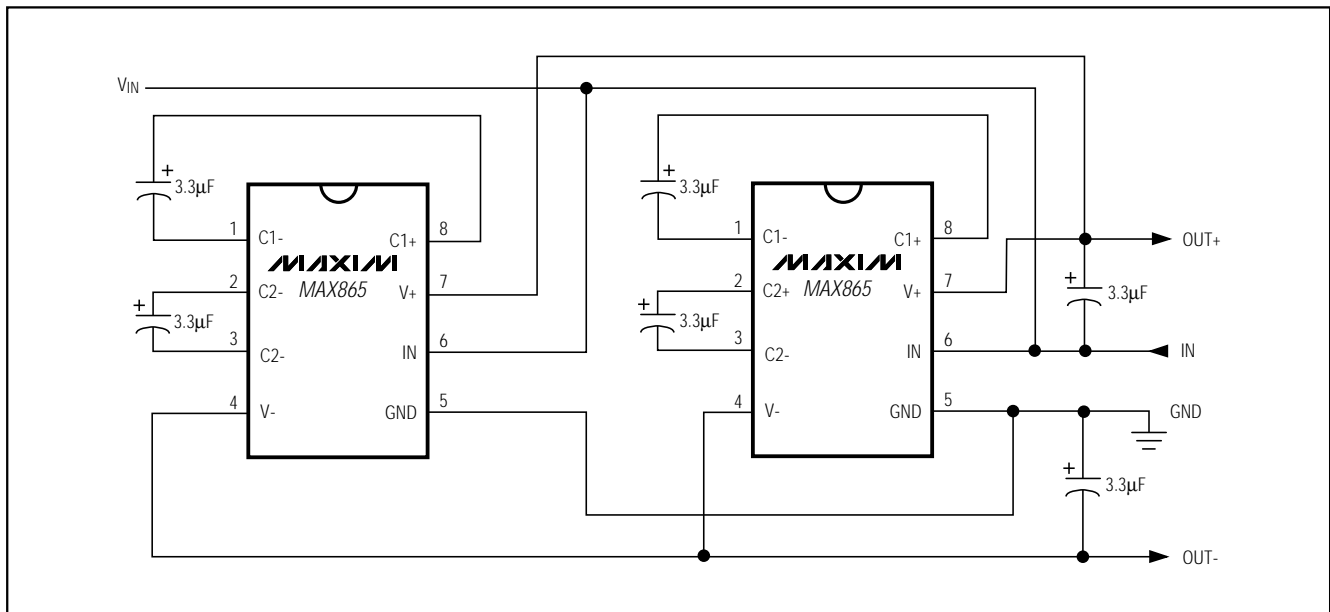 VIN
+
3.3µF
1
C1-
C1+
8
MAXIM
MAX865
2
C2-
V+
7
+
3.3µF
3
C2-
IN
6
4
V-
GND
5
+
3.3µF
1
C1-
C1+
8
MAXIM
MAX865
2
C2+
V+
7
+
3.3µF
3
C2-
IN
6
4
V-
GND
5
OUT+
+
3.3µF
IN
GND
+
3.3µF
OUT-